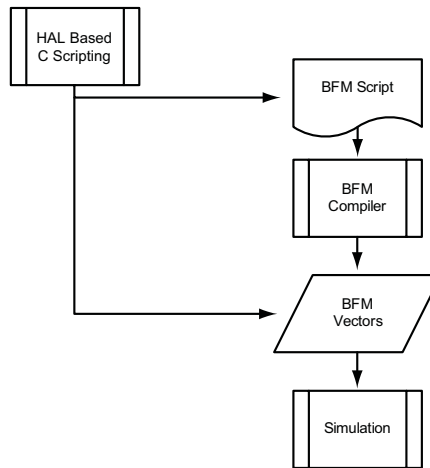 HAL Based
C Scripting
BFM Script
BFM
Compiler
BFM
Vectors
Simulation